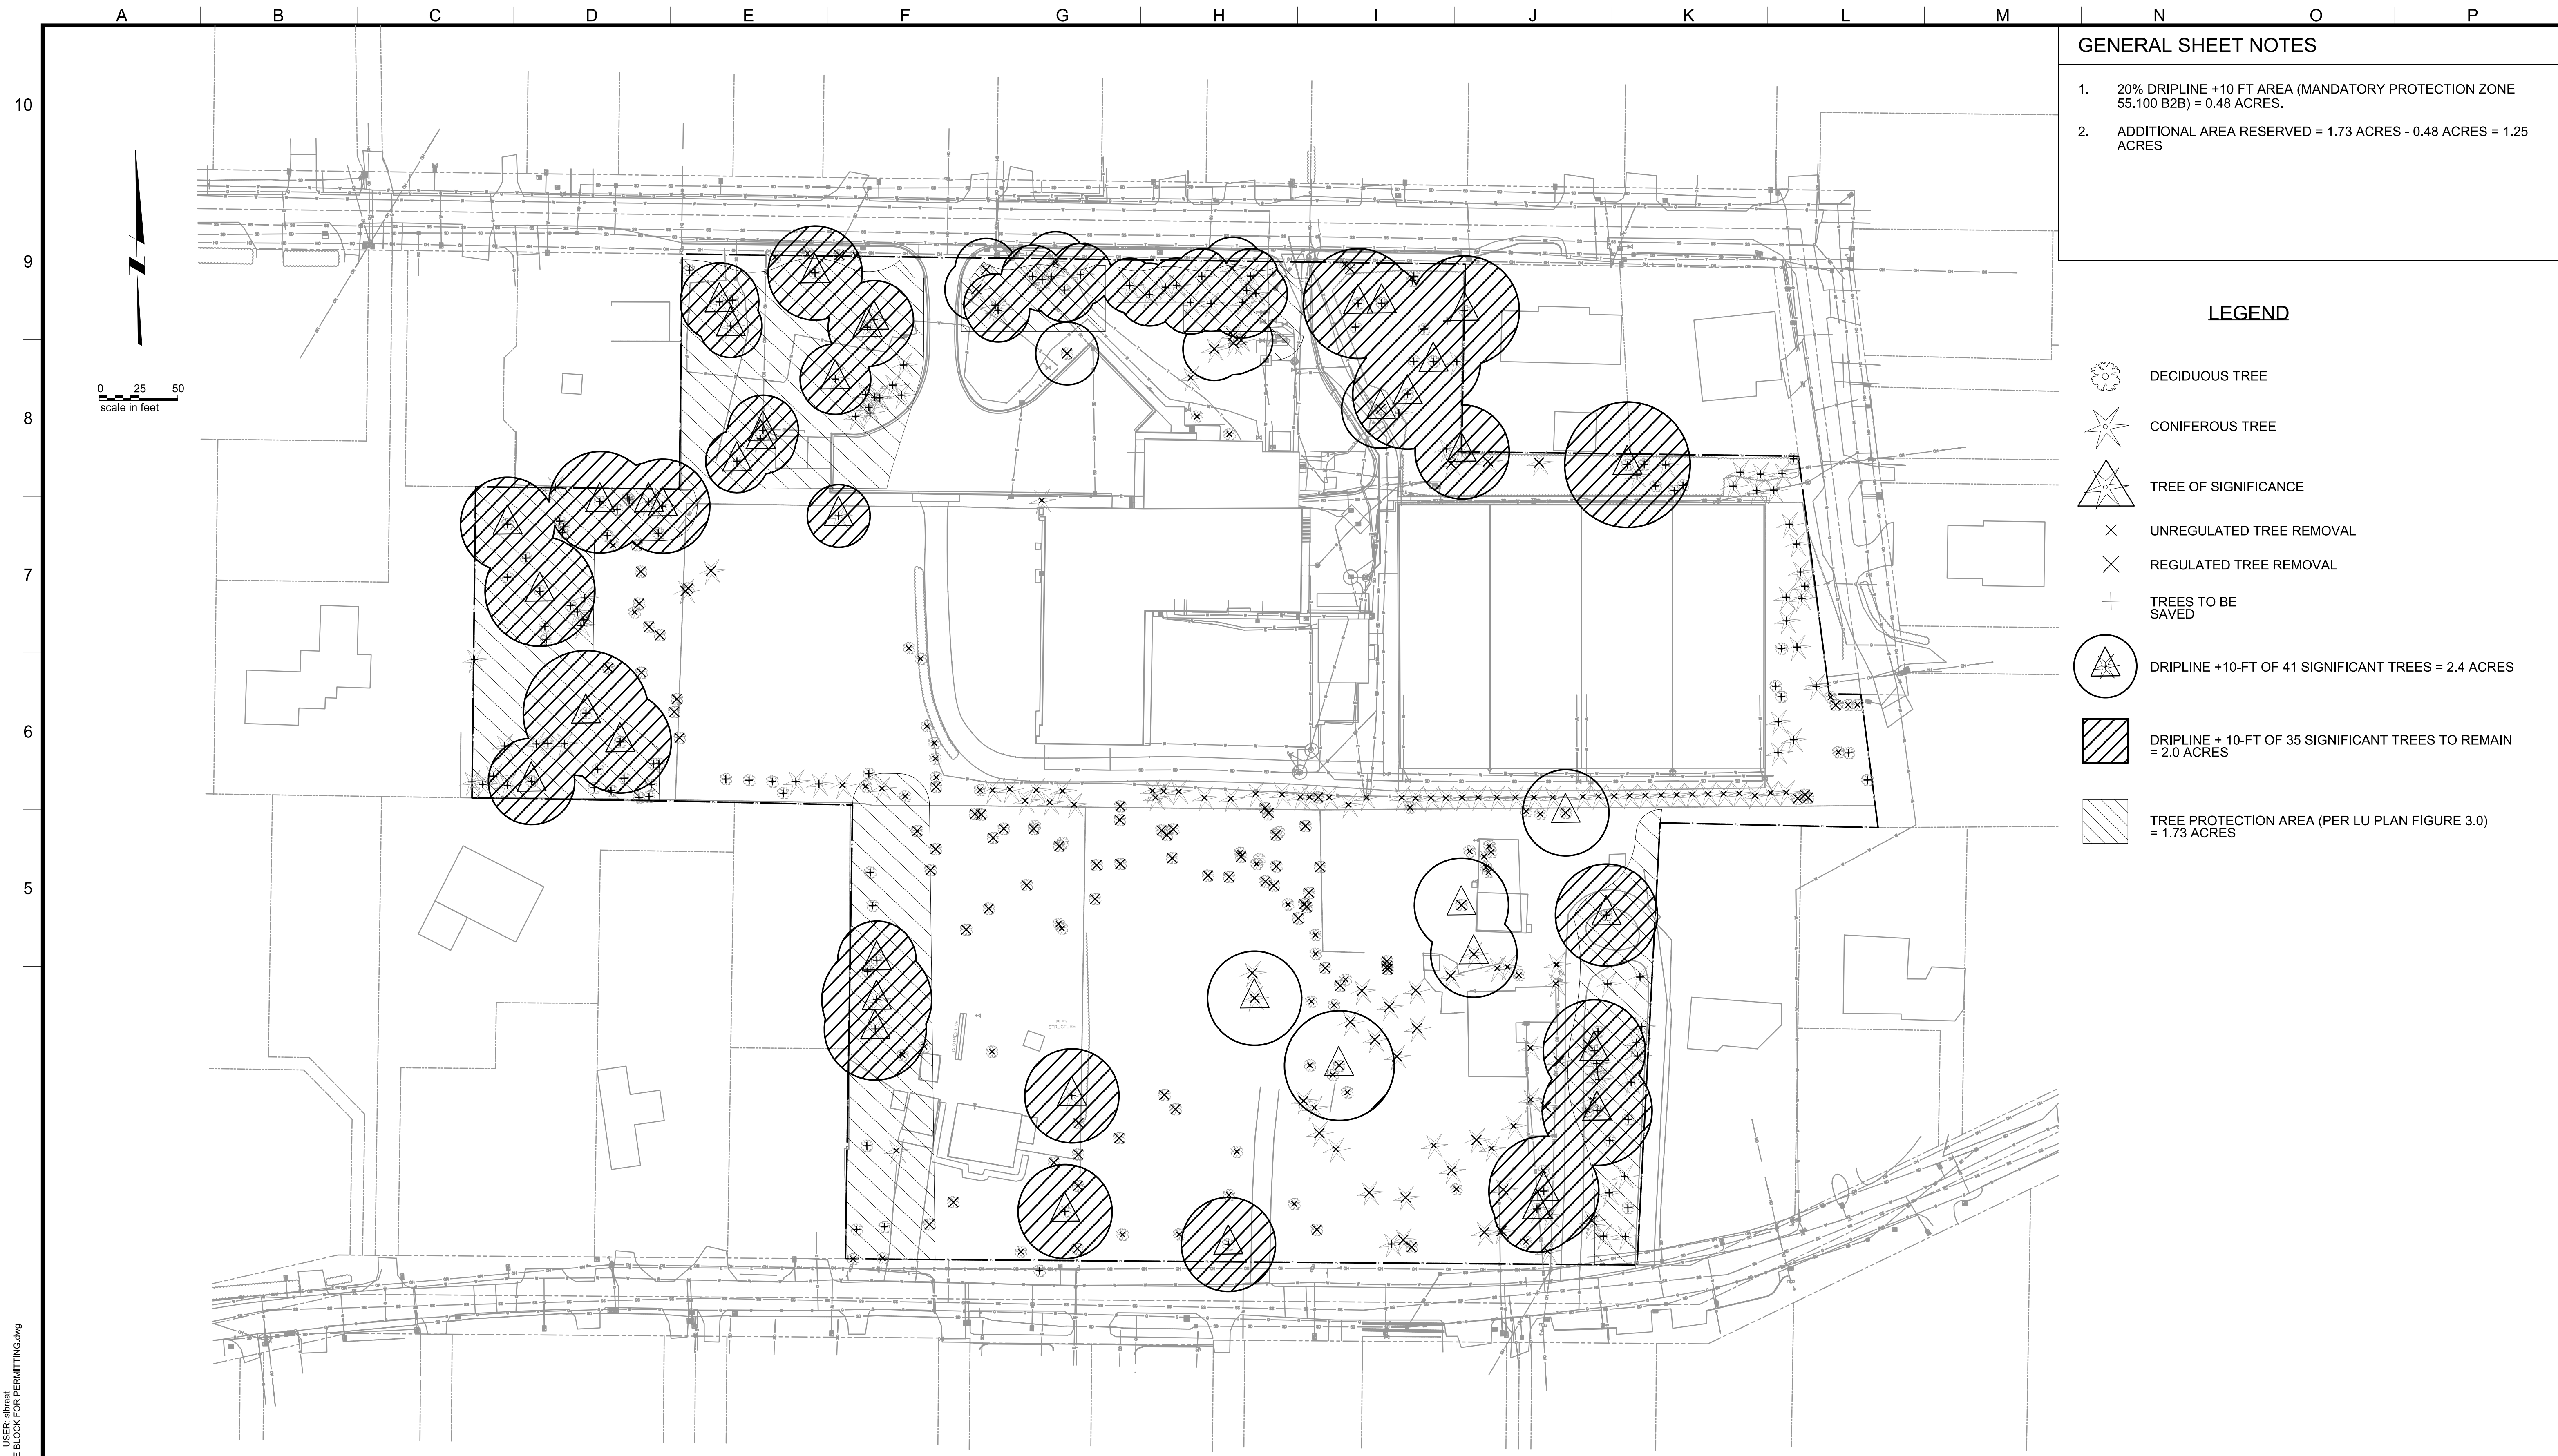 A B C D E F G H I J K L M N O P
10
9
8
7
6
5
0 25 50
scale in feet
GENERAL SHEET NOTES
1. 20% DRIPLINE +10 FT AREA (MANDATORY PROTECTION ZONE
55.100 B2B) = 0.48 ACRES.
2. ADDITIONAL AREA RESERVED = 1.73 ACRES - 0.48 ACRES = 1.25
ACRES
LEGEND
DECIDUOUS TREE
CONIFEROUS TREE
TREE OF SIGNIFICANCE
UNREGULATED TREE REMOVAL
REGULATED TREE REMOVAL
TREES TO BE
SAVED
DRIPLINE +10-FT OF 41 SIGNIFICANT TREES = 2.4 ACRES
DRIPLINE + 10-FT OF 35 SIGNIFICANT TREES TO REMAIN
= 2.0 ACRES
TREE PROTECTION AREA (PER LU PLAN FIGURE 3.0)
= 1.73 ACRES
PLAY
STRUCTURE
USER: slbraat
E BLOCK FOR PERMITTING.dwg